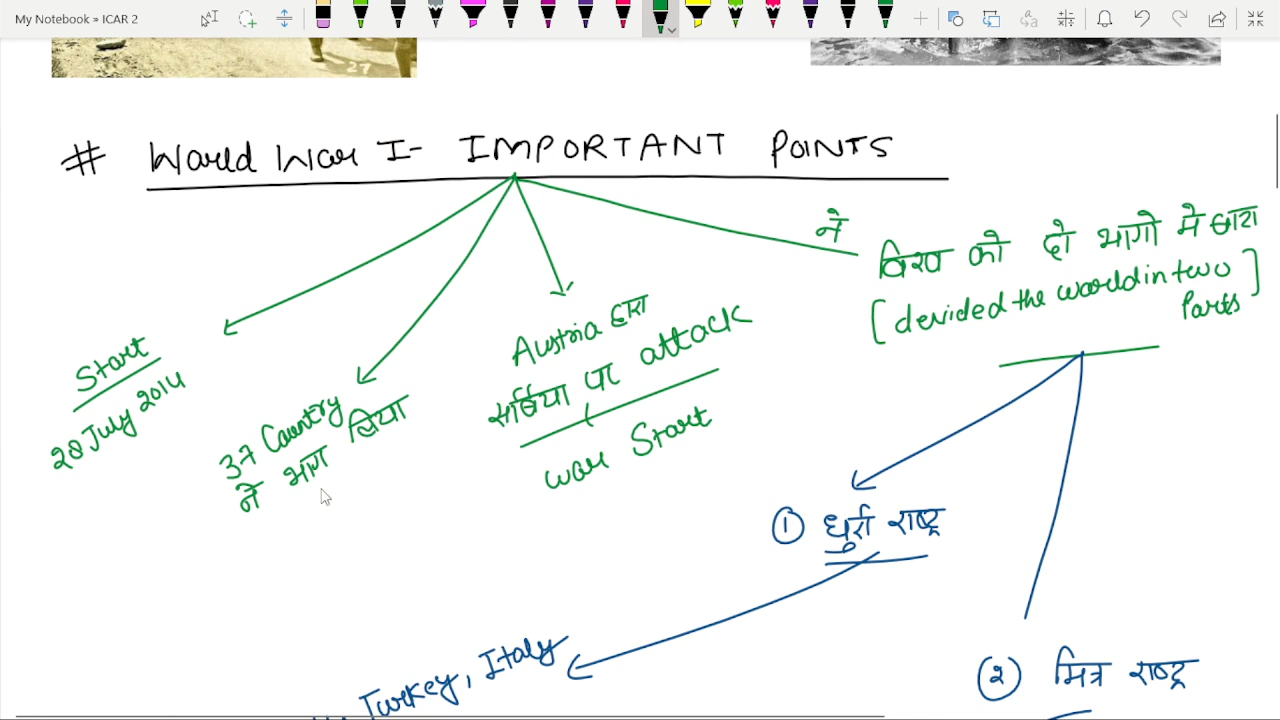 My Notebook » ICAR 2
27
# World War I- IMPORTANT POINTS
Start
28 July 2014
37 Country
ने भाग लिया
Austria द्वारा
सर्बिया पर attack
war Start
ने
विश्व को दो भागो में बाटा
[devided the world in two
Parts]
① धुरी राष्ट्र
Turkey, Italy
② मित्र राष्ट्र